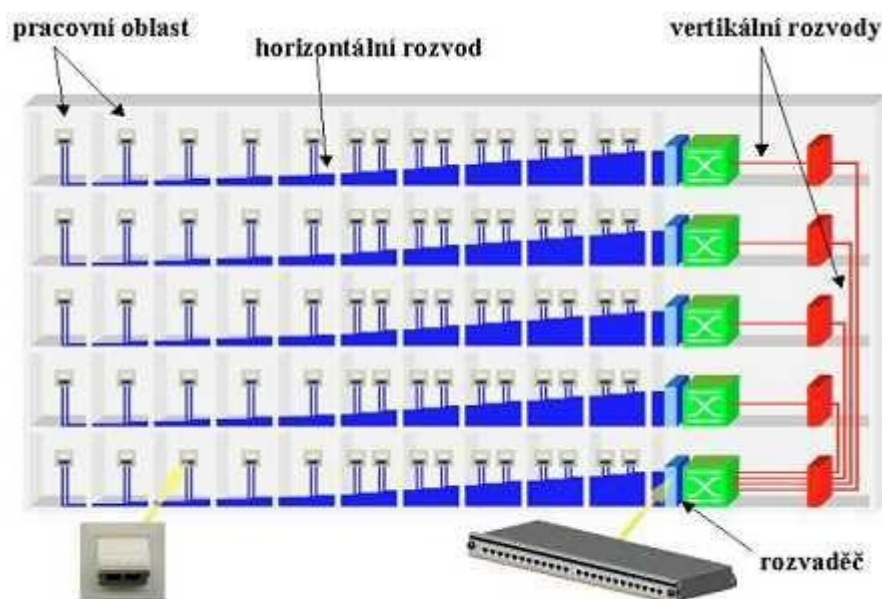 pracovní oblast
horizontální rozvod
vertikální rozvody
rozvaděč